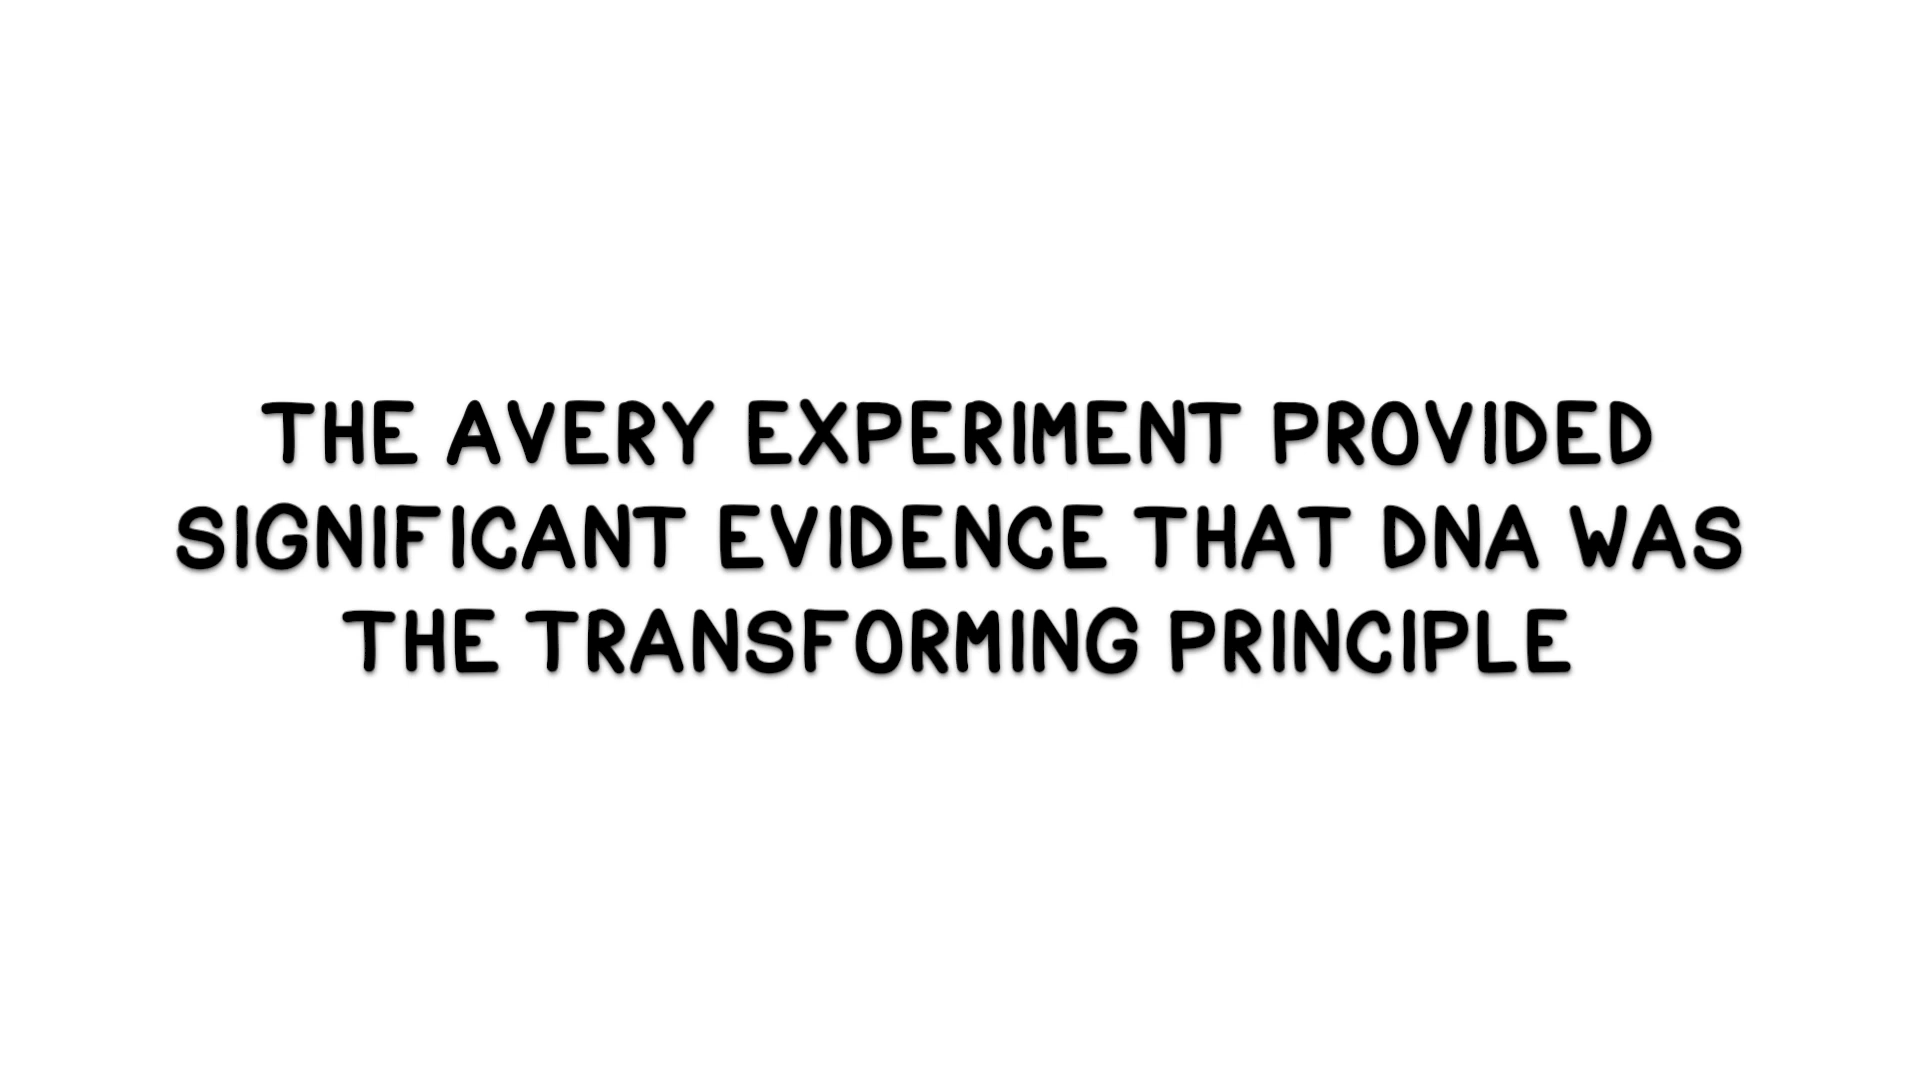 THE AVERY EXPERIMENT PROVIDED
SIGNIFICANT EVIDENCE THAT DNA WAS
THE TRANSFORMING PRINCIPLE